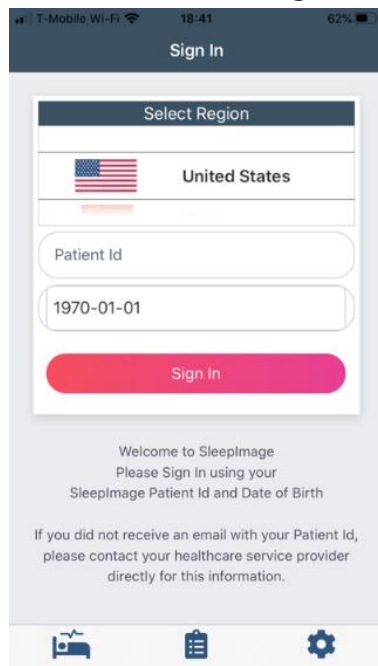 T-Mobile Wi-Fi 18:41 62%
Sign In
Select Region
United States
Patient Id
1970-01-01
Sign In
Welcome to SleepImage
Please Sign In using your
SleepImage Patient Id and Date of Birth
If you did not receive an email with your Patient Id,
please contact your healthcare service provider
directly for this information.